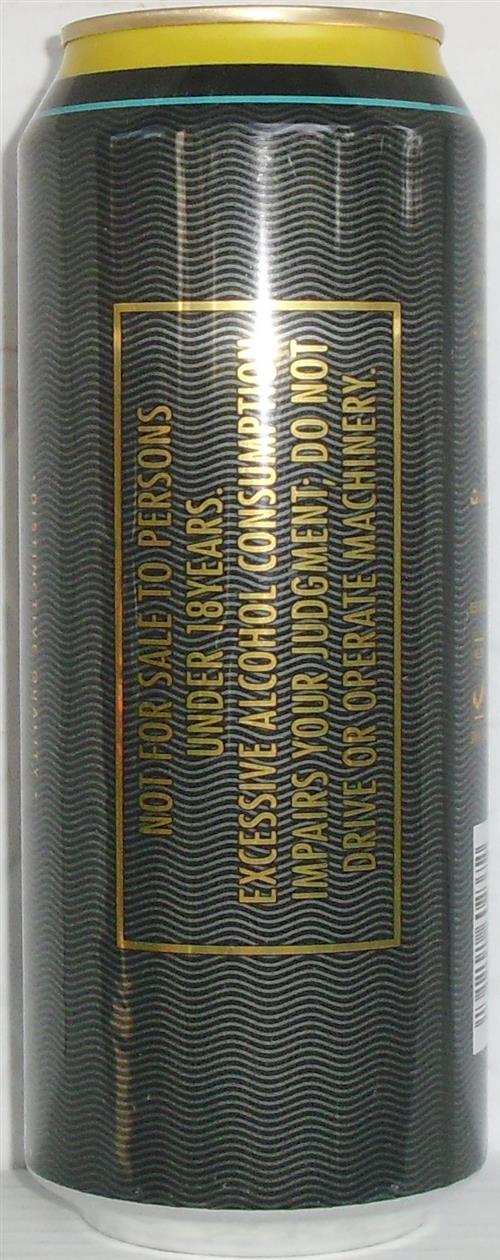 NOT FOR SALE TO PERSONS
UNDER 18YEARS.
EXCESSIVE ALCOHOL CONSUMPTION
IMPAIRS YOUR JUDGMENT; DO NOT
DRIVE OR OPERATE MACHINERY.